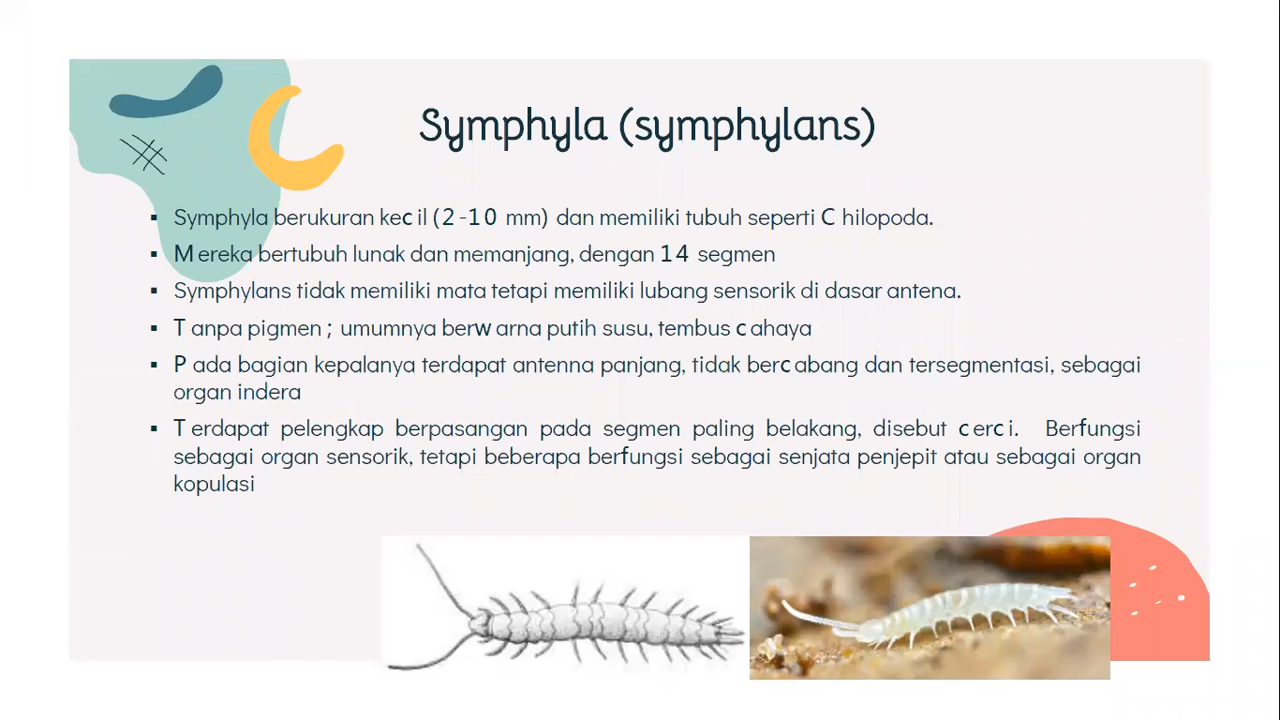 Symphyla (symphylans)
▪ Symphyla berukuran kecil (2-10 mm) dan memiliki tubuh seperti Chilopoda.
▪ Mereka bertubuh lunak dan memanjang, dengan 14 segmen
▪ Symphylans tidak memiliki mata tetapi memiliki lubang sensorik di dasar antena.
▪ Tanpa pigmen; umumnya berwarna putih susu, tembus cahaya
▪ Pada bagian kepalanya terdapat antenna panjang, tidak bercabang dan tersegmentasi, sebagai
organ indera
▪ Terdapat pelengkap berpasangan pada segmen paling belakang, disebut cerci. Berfungsi
sebagai organ sensorik, tetapi beberapa berfungsi sebagai senjata penjepit atau sebagai organ
kopulasi